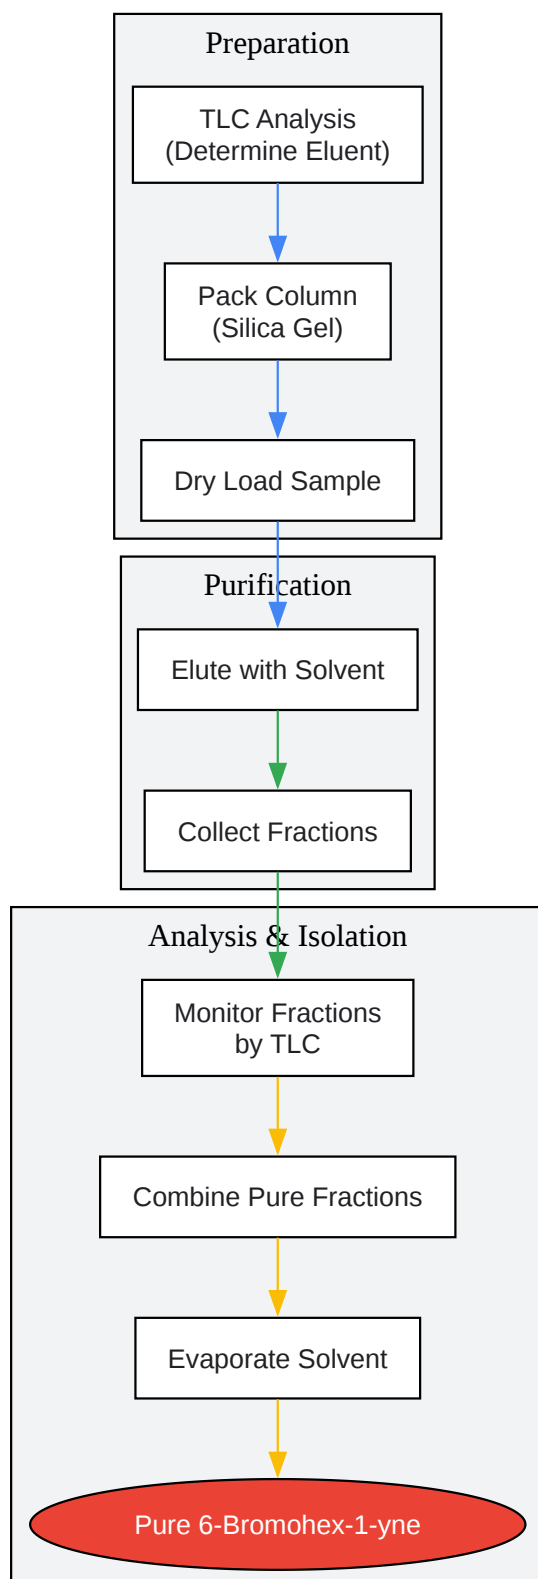 Preparation
TLC Analysis
(Determine Eluent)
Pack Column
(Silica Gel)
Dry Load Sample
Purification
Elute with Solvent
Collect Fractions
Analysis & Isolation
Monitor Fractions
by TLC
Combine Pure Fractions
Evaporate Solvent
Pure 6-Bromohex-1-yne